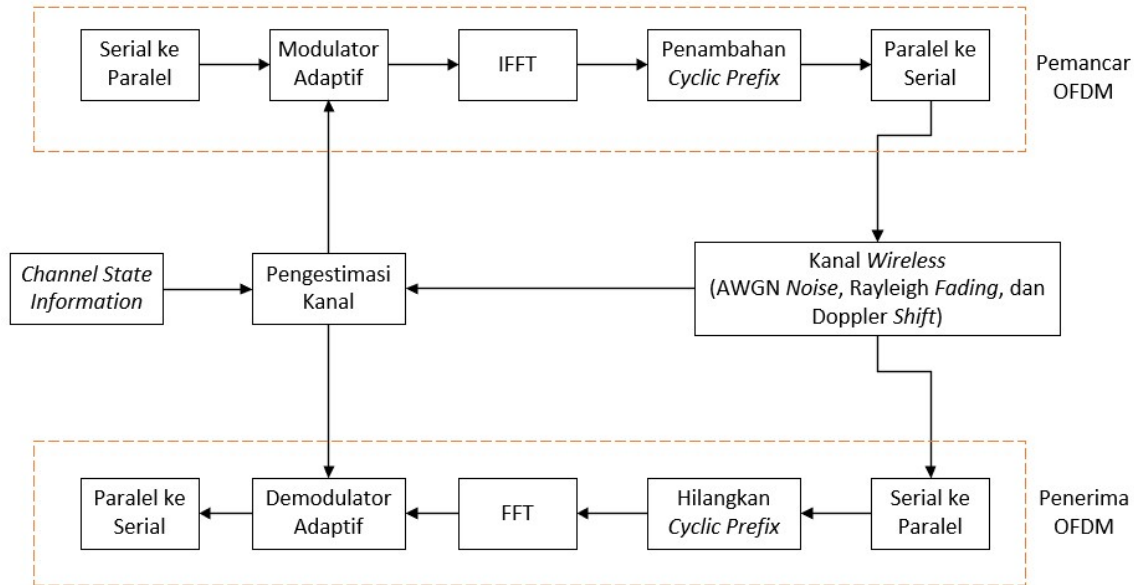 Serial ke
Paralel
Modulator
Adaptif
IFFT
Penambahan
Cyclic Prefix
Paralel ke
Serial
Pemancar
OFDM
Channel State
Information
Pengestimasi
Kanal
Kanal Wireless
(AWGN Noise, Rayleigh Fading, dan
Doppler Shift)
Paralel ke
Serial
Demodulator
Adaptif
FFT
Hilangkan
Cyclic Prefix
Serial ke
Paralel
Penerima
OFDM